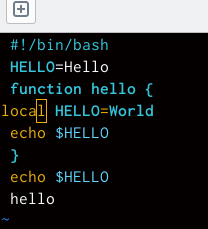 #!/bin/bash
HELLO=Hello
function hello {
local HELLO=World
echo $HELLO
}
echo $HELLO
hello
~